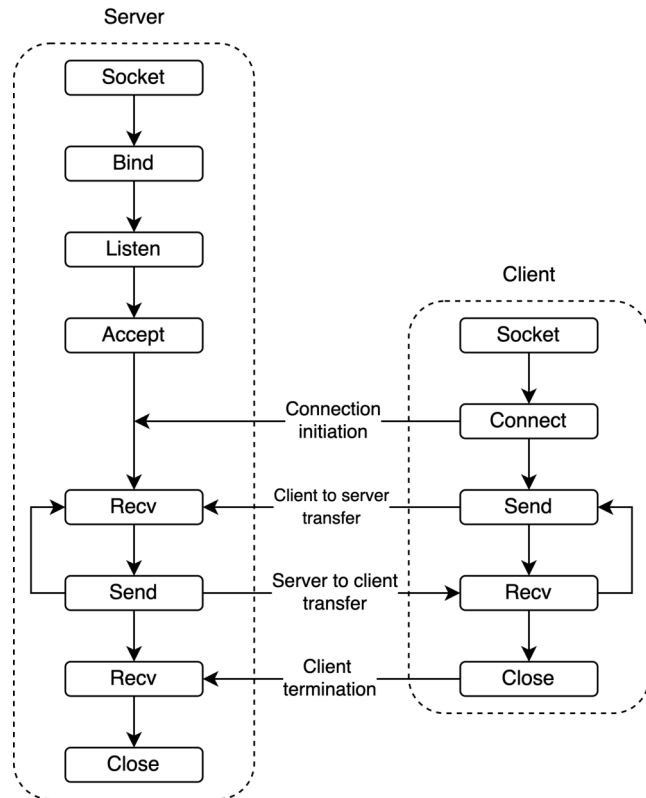 Server
Socket
Bind
Listen
Accept
Client
Socket
Connect
Connection
initiation
Recv
Client to server
transfer
Send
Send
Server to client
transfer
Recv
Recv
Client
termination
Close
Close